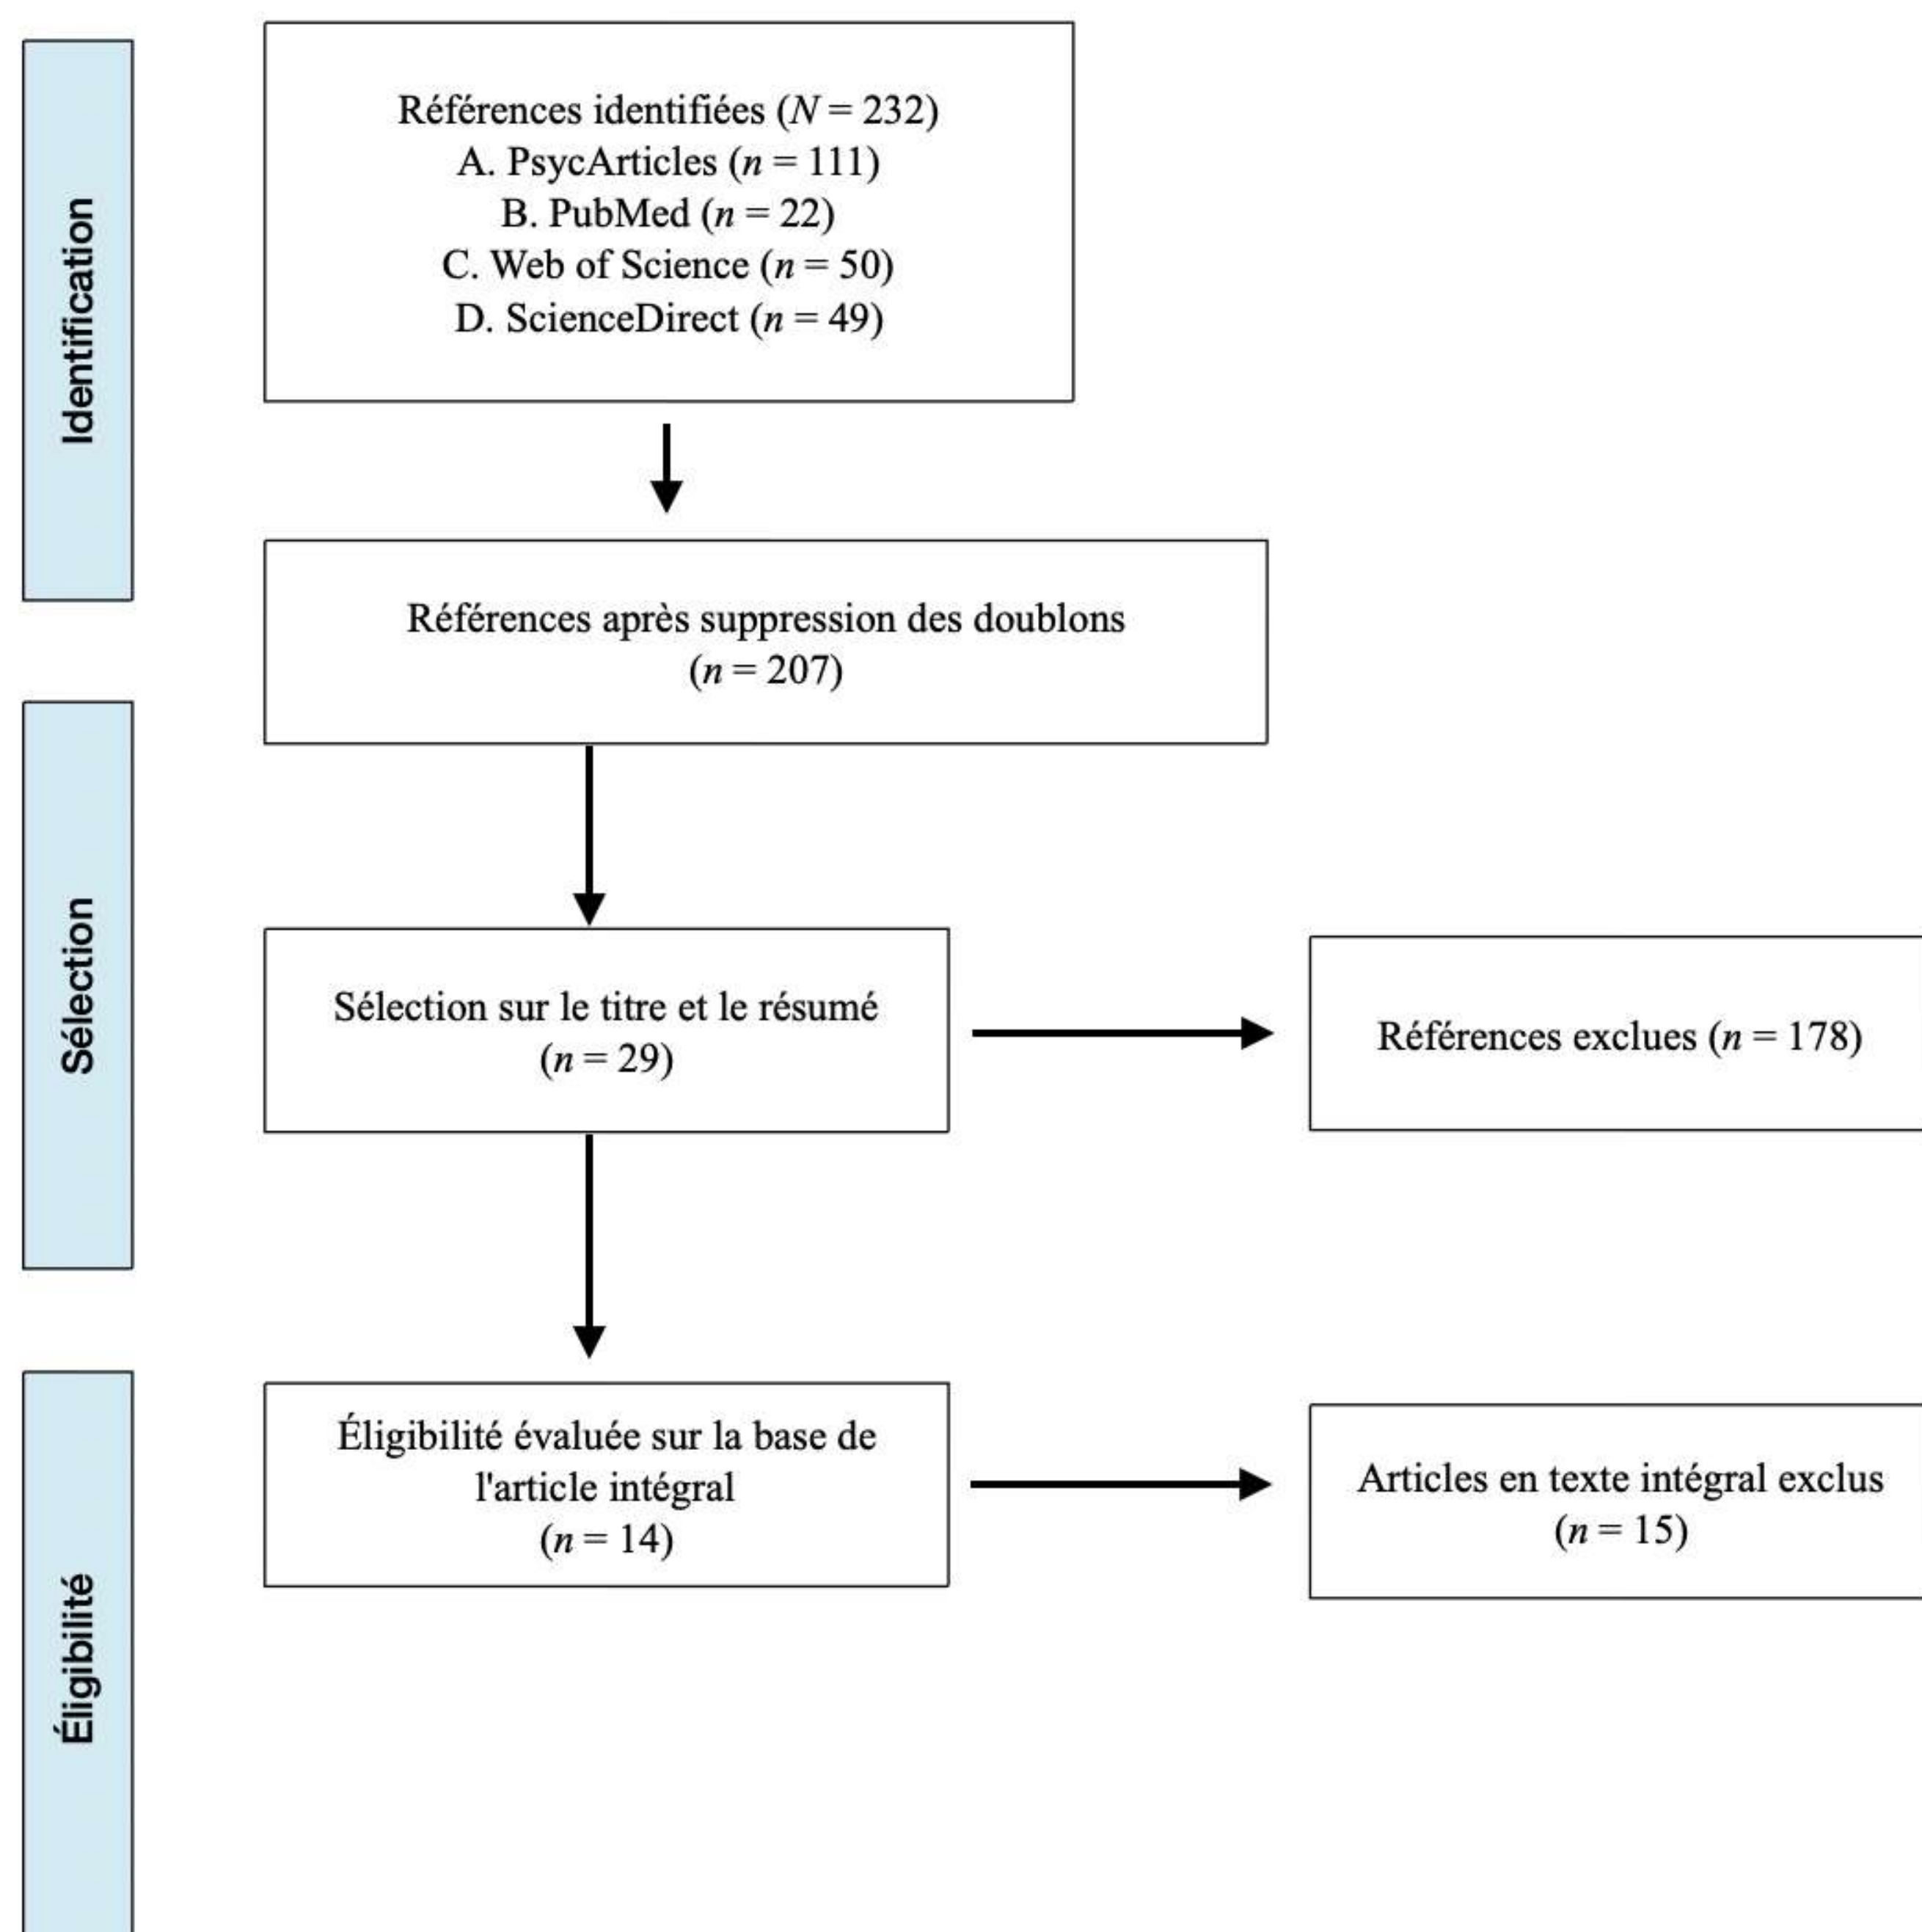 Identification
Références identifiées (N = 232)
A. PsycArticles (n = 111)
B. PubMed (n = 22)
C. Web of Science (n = 50)
D. ScienceDirect (n = 49)
Références après suppression des doublons
(n = 207)
Sélection
Sélection sur le titre et le résumé
(n = 29)
Références exclues (n = 178)
Éligibilité
Éligibilité évaluée sur la base de
l'article intégral
(n = 14)
Articles en texte intégral exclus
(n = 15)